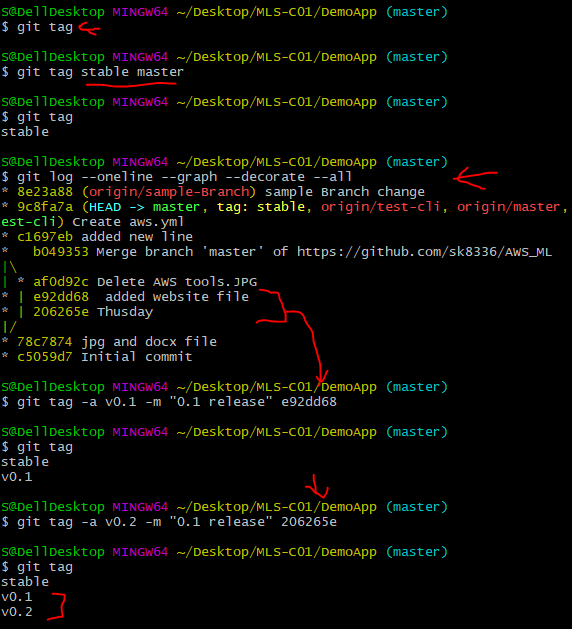 S@DellDesktop MINGW64 ~/Desktop/MLS-C01/DemoApp (master)
$ git tag
S@DellDesktop MINGW64 ~/Desktop/MLS-C01/DemoApp (master)
$ git tag stable master
S@DellDesktop MINGW64 ~/Desktop/MLS-C01/DemoApp (master)
$ git tag
stable
S@DellDesktop MINGW64 ~/Desktop/MLS-C01/DemoApp (master)
$ git log --oneline --graph --decorate --all
* 8e23a88 (origin/sample-Branch) sample Branch change
* 9c8fa7a (HEAD -> master, tag: stable, origin/test-cli, origin/master,
est-cli) Create aws.yml
* c1697eb added new line
*   b049353 Merge branch 'master' of https://github.com/sk8336/AWS_ML
|\
| * af0d92c Delete AWS tools.JPG
* | e92dd68  added website file
* | 206265e Thusday
|/
* 78c7874 jpg and docx file
* c5059d7 Initial commit
S@DellDesktop MINGW64 ~/Desktop/MLS-C01/DemoApp (master)
$ git tag -a v0.1 -m "0.1 release" e92dd68
S@DellDesktop MINGW64 ~/Desktop/MLS-C01/DemoApp (master)
$ git tag
stable
v0.1
S@DellDesktop MINGW64 ~/Desktop/MLS-C01/DemoApp (master)
$ git tag -a v0.2 -m "0.1 release" 206265e
S@DellDesktop MINGW64 ~/Desktop/MLS-C01/DemoApp (master)
$ git tag
stable
v0.1
v0.2